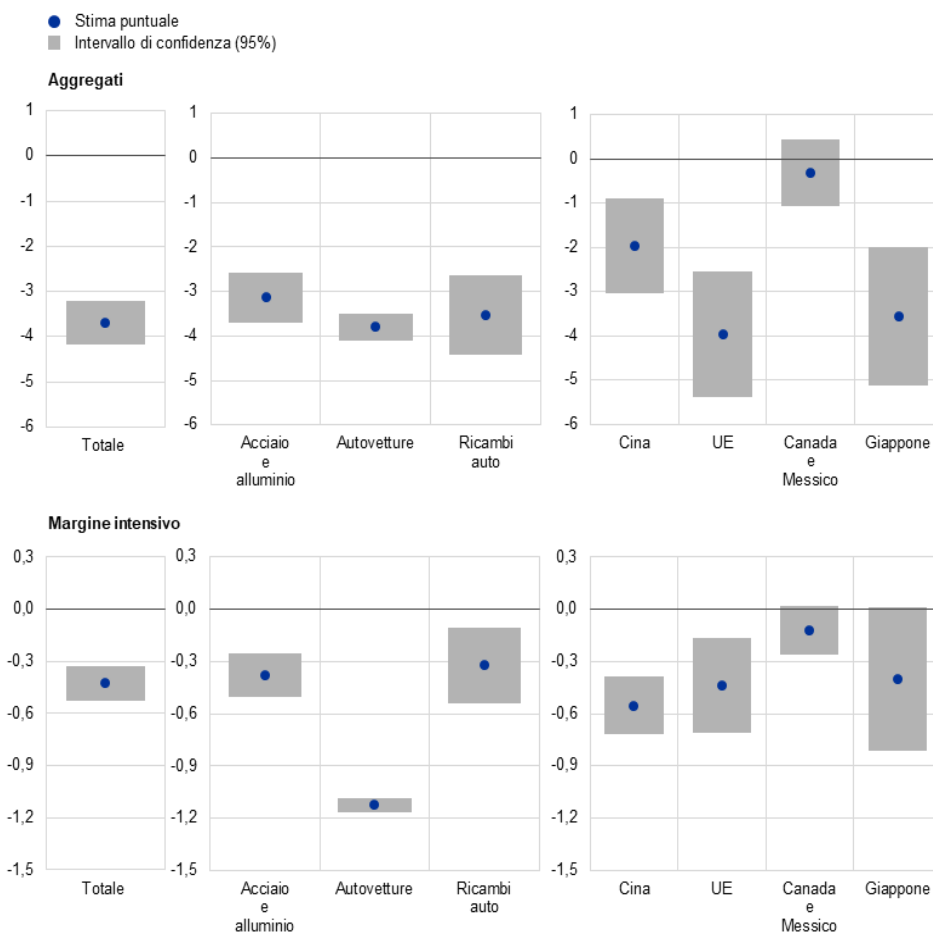 Stima puntuale
Intervallo di confidenza (95%)
Aggregati
1
0
-1
-2
-3
-4
-5
-6
Totale
1
0
-1
-2
-3
-4
-5
-6
Acciaio
e
alluminio
Autovetture
Ricambi
auto
1
0
-1
-2
-3
-4
-5
-6
Cina
UE
Canada
e
Messico
Giappone
Margine intensivo
0,3
0,0
-0,3
-0,6
-0,9
-1,2
-1,5
Totale
0,3
0,0
-0,3
-0,6
-0,9
-1,2
-1,5
Acciaio
e
alluminio
Autovetture
Ricambi
auto
0,3
0,0
-0,3
-0,6
-0,9
-1,2
-1,5
Cina
UE
Canada
e
Messico
Giappone